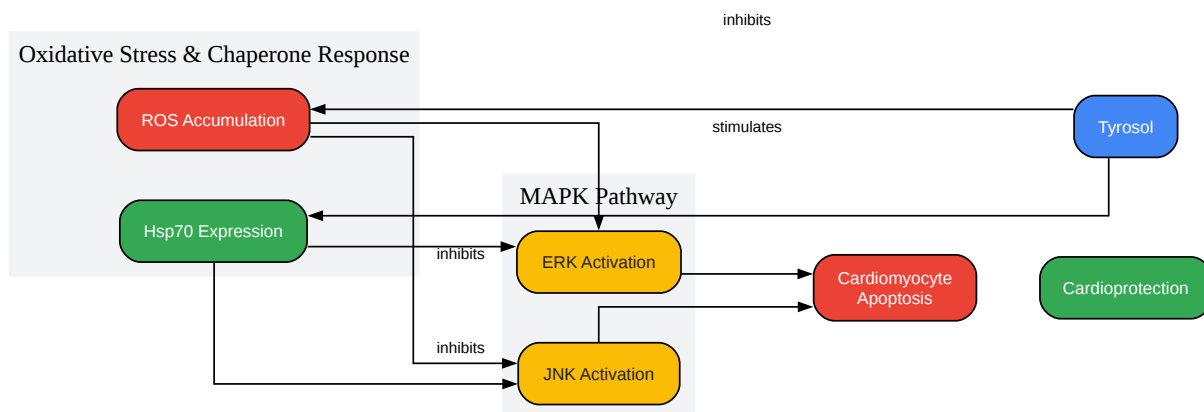 inhibits
Oxidative Stress & Chaperone Response
ROS Accumulation
stimulates
Tyrosol
MAPK Pathway
Hsp70 Expression
inhibits
ERK Activation
Cardiomyocyte
Apoptosis
Cardioprotection
inhibits
JNK Activation